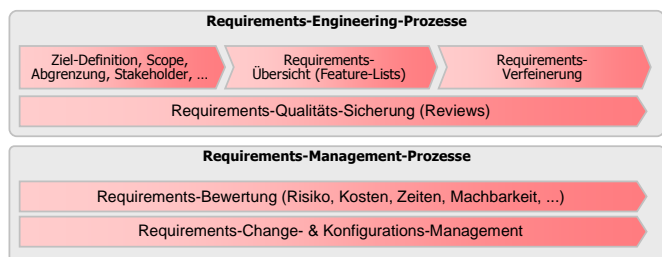 Requirements-Engineering-Prozesse
Ziel-Definition, Scope,
Abgrenzung, Stakeholder, ...
Requirements-
Übersicht (Feature-Lists)
Requirements-
Verfeinerung
Requirements-Qualitäts-Sicherung (Reviews)
Requirements-Management-Prozesse
Requirements-Bewertung (Risiko, Kosten, Zeiten, Machbarkeit, ...)
Requirements-Change- & Konfigurations-Management